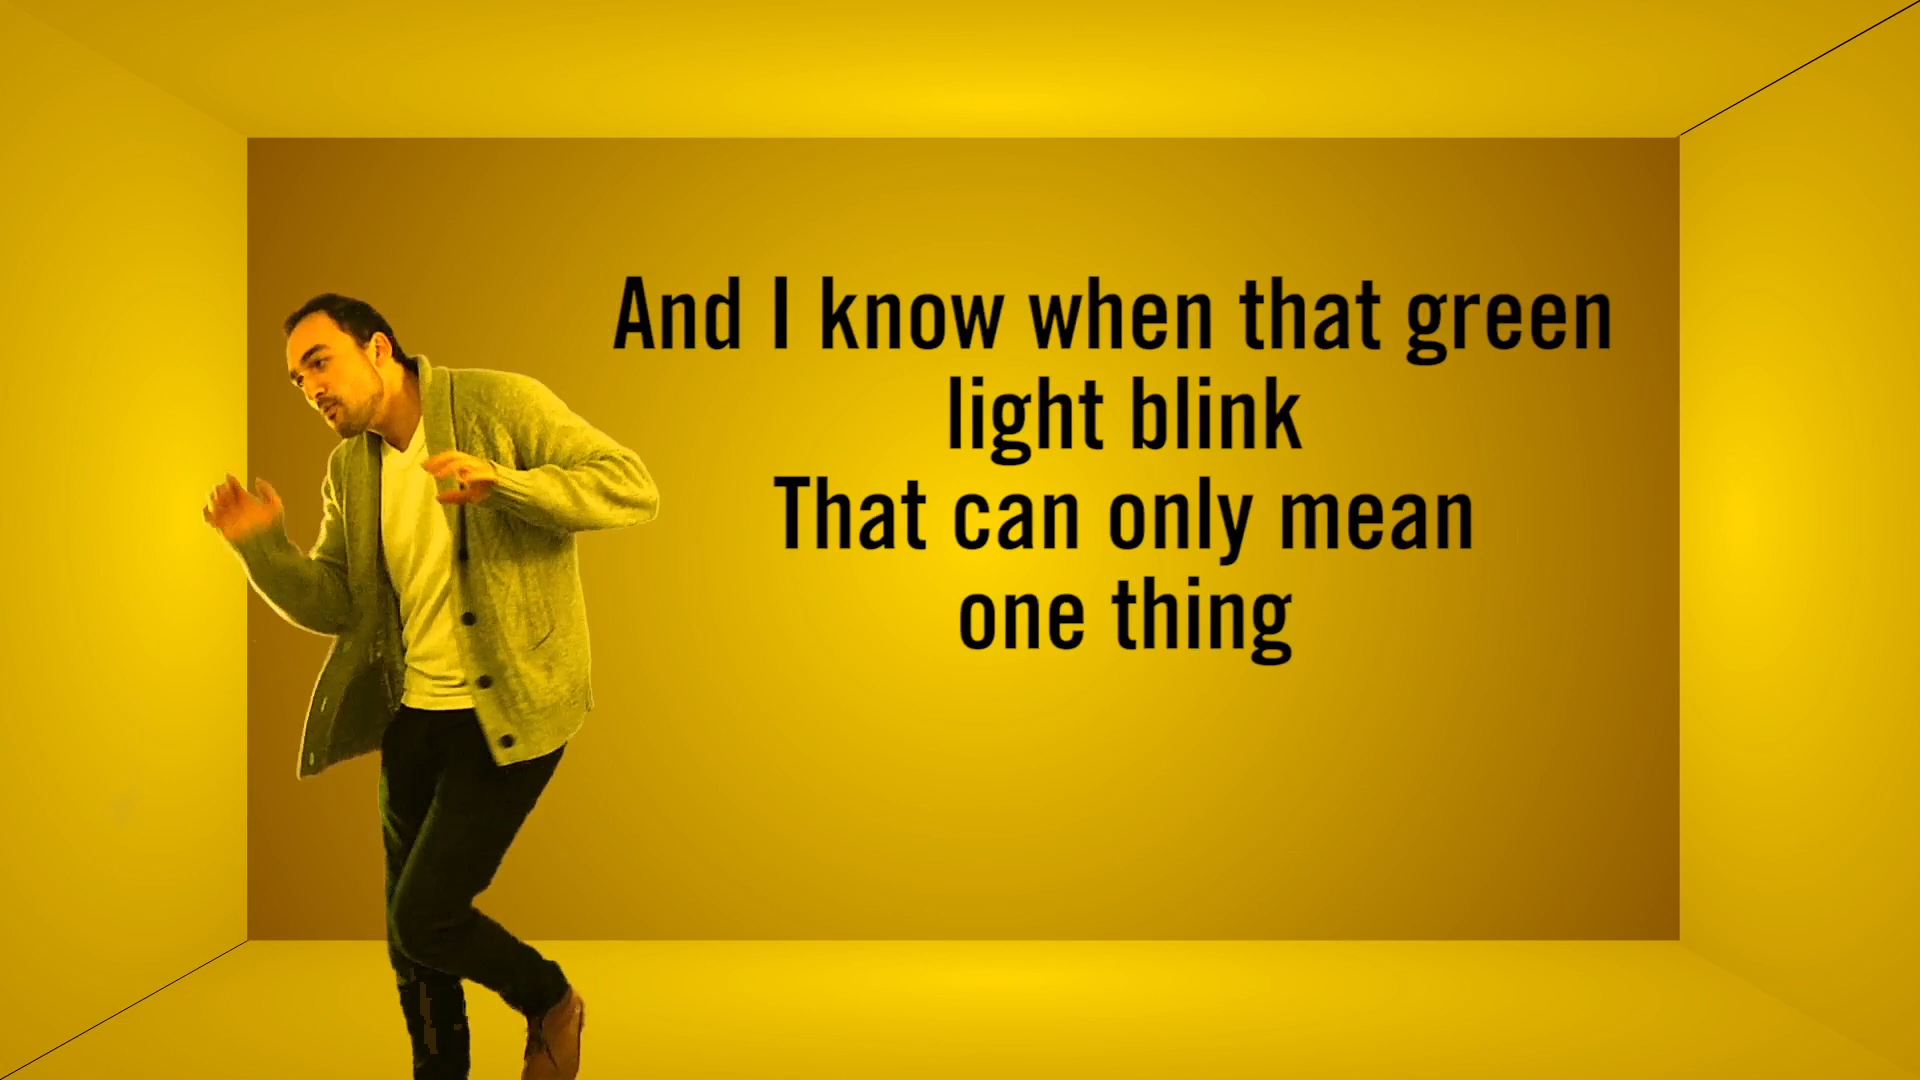 And I know when that green
light blink
That can only mean
one thing